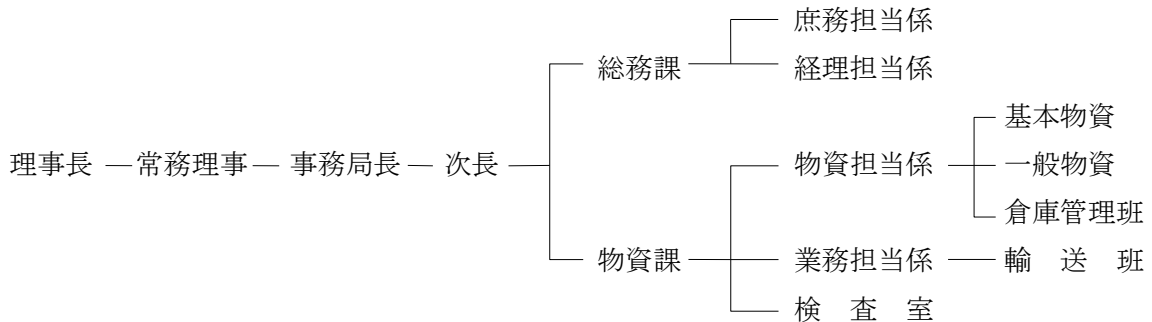 庶務担当係
総務課
経理担当係
基本物資
理事長 常務理事 事務局長 次長 物資担当係 一般物資
倉庫管理班
物資課 業務担当係 輸送班
検査室